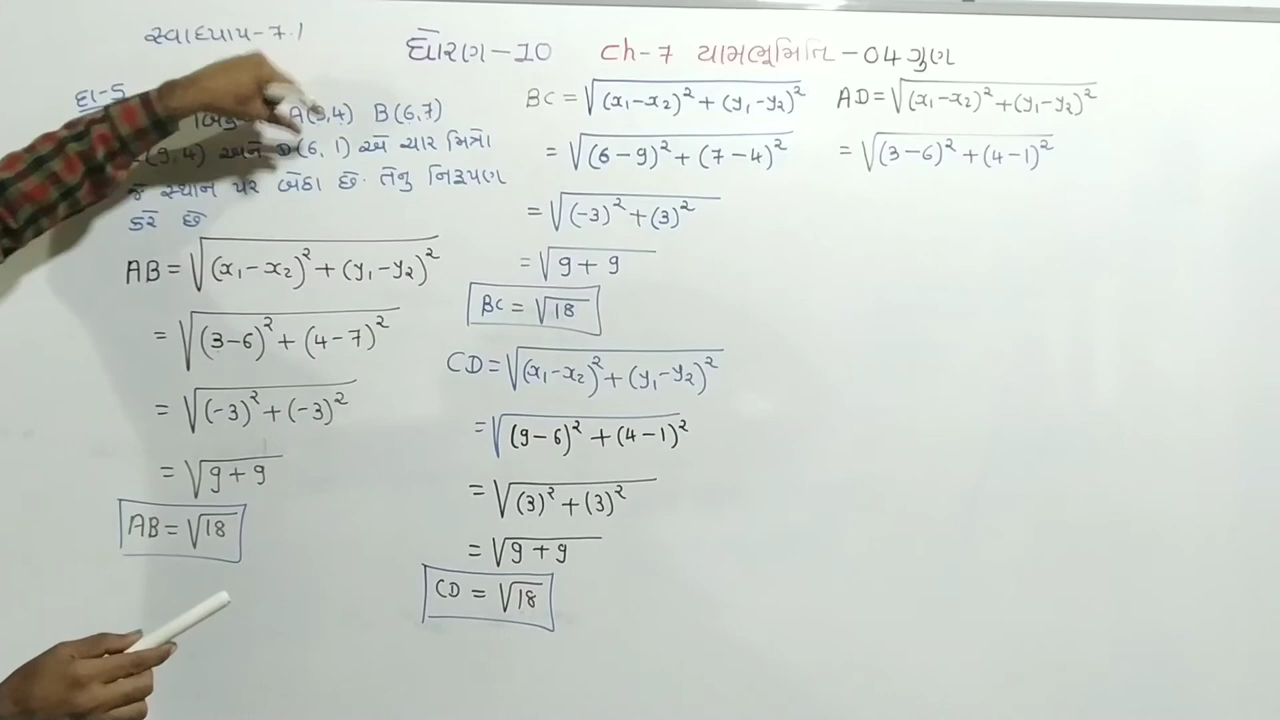 સ્વાધ્યાય-7.1
ધોરણ-10 Ch-7 યામભૂમિતિ-04 ગુણ
દા-5
A(3,4) B(6,7)
(9,4) અને D(6,1) એ ચાર મિત્રો
જે સ્થાન પર બેઠા છે. તેનુ નિરૂપણ
કરે છે
AB = √(x₁-x₂)² + (y₁-y₂)²
= √(3-6)² + (4-7)²
= √(-3)² + (-3)²
= √9+9
AB = √18
BC = √(x₁-x₂)² + (y₁-y₂)²
= √(6-9)² + (7-4)²
= √(-3)² + (3)²
= √9+9
BC = √18
CD = √(x₁-x₂)² + (y₁-y₂)²
= √(9-6)² + (4-1)²
= √(3)² + (3)²
= √9+9
CD = √18
AD = √(x₁-x₂)² + (y₁-y₂)²
= √(3-6)² + (4-1)²